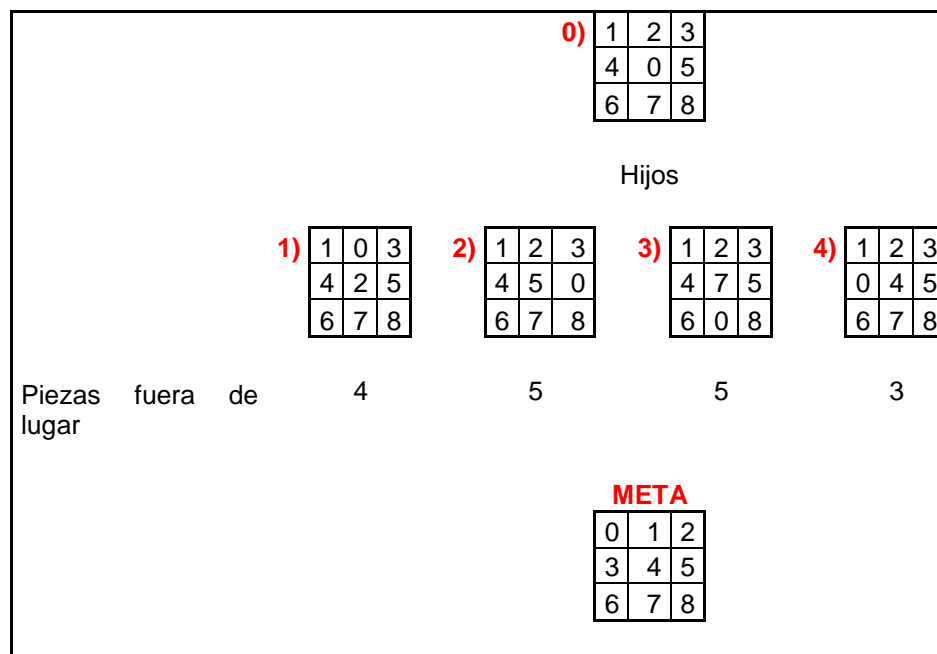 0) 1 2 3
4 0 5
6 7 8
Hijos
1) 1 0 3 2) 1 2 3 3) 1 2 3 4) 1 2 3
4 2 5 4 5 0 4 7 5 0 4 5
6 7 8 6 7 8 6 0 8 6 7 8
Piezas fuera de 4 5 5 3
lugar
META
0 1 2
3 4 5
6 7 8